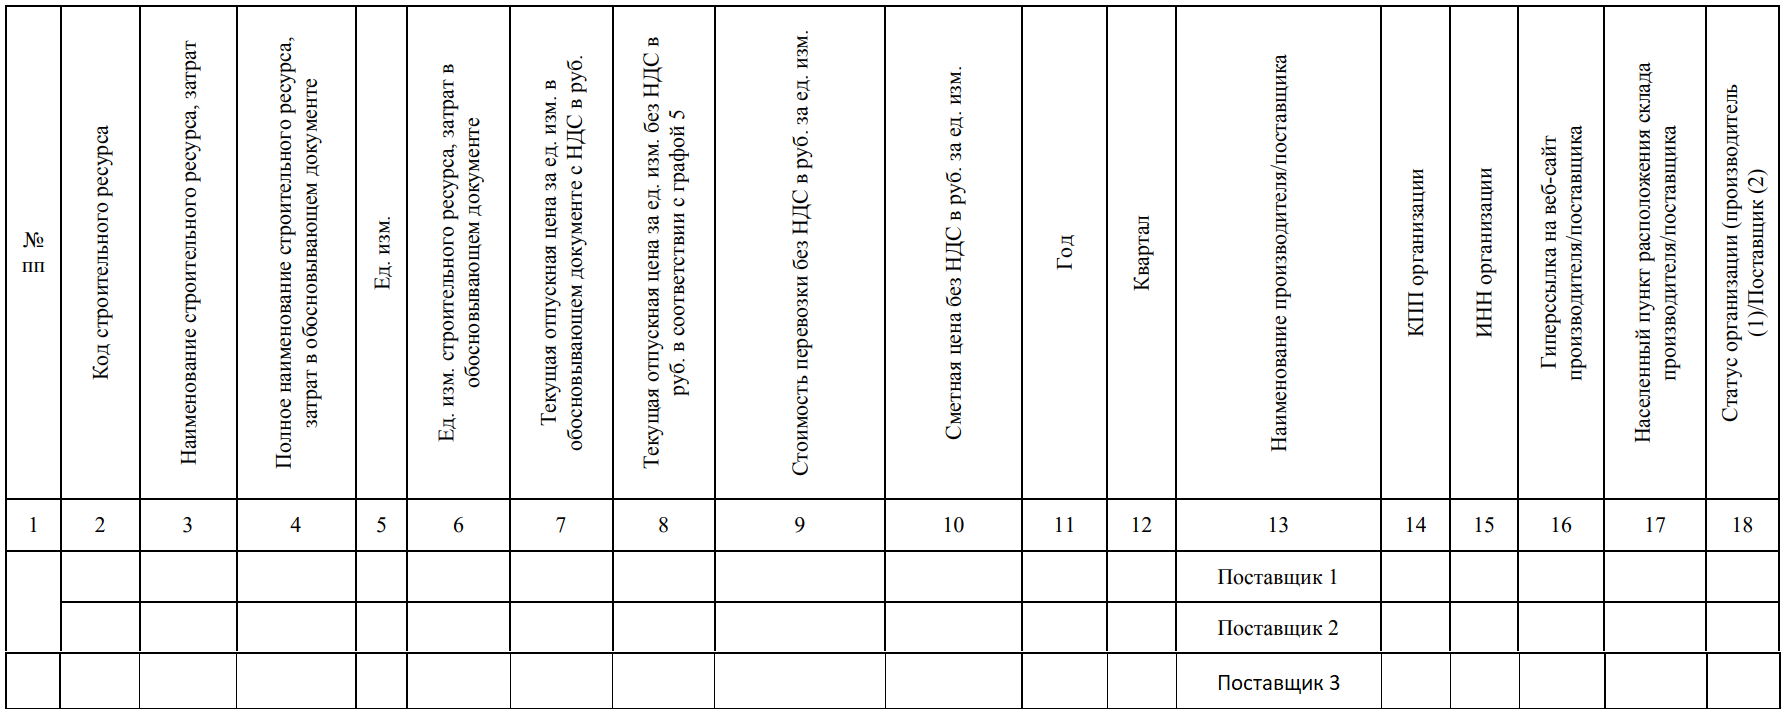 №
пп
Код строительного ресурса
Наименование строительного ресурса, затрат
Полное наименование строительного ресурса,
затрат в обосновывающем документе
Ед. изм.
Ед. изм. строительного ресурса, затрат в
обосновывающем документе
Текущая отпускная цена за ед. изм. в
обосновывающем документе с НДС в руб.
Текущая отпускная цена за ед. изм. без НДС в
руб. в соответствии с графой 5
Стоимость перевозки без НДС в руб. за ед. изм.
Сметная цена без НДС в руб. за ед. изм.
Год
Квартал
Наименование производителя/поставщика
КПП организации
ИНН организации
Гиперссылка на веб-сайт
производителя/поставщика
Населенный пункт расположения склада
производителя/поставщика
Статус организации (производитель
(1)/Поставщик (2)
1 2 3 4 5 6 7 8 9 10 11 12 13 14 15 16 17 18
Поставщик 1
Поставщик 2
Поставщик 3